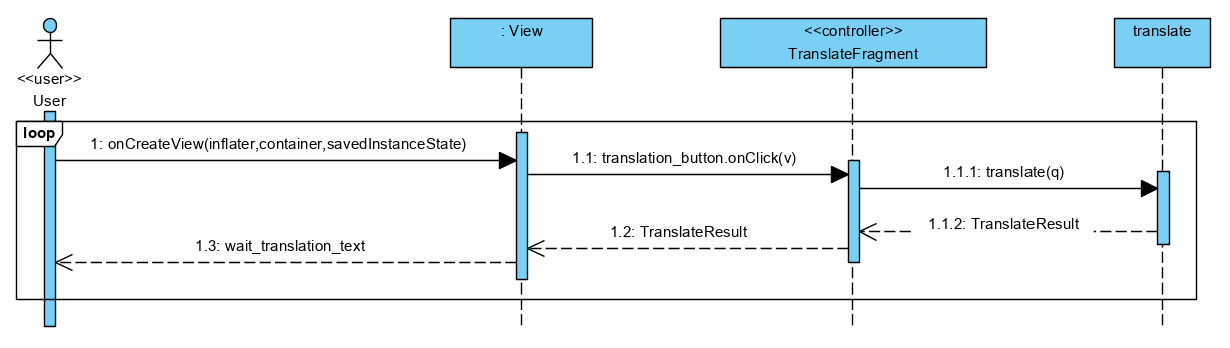 : View
<<controller>>
TranslateFragment
translate
<<user>>
User
loop
1: onCreateView(inflater,container,savedInstanceState)
1.1: translation_button.onClick(v)
1.1.1: translate(q)
1.1.2: TranslateResult
1.2: TranslateResult
1.3: wait_translation_text